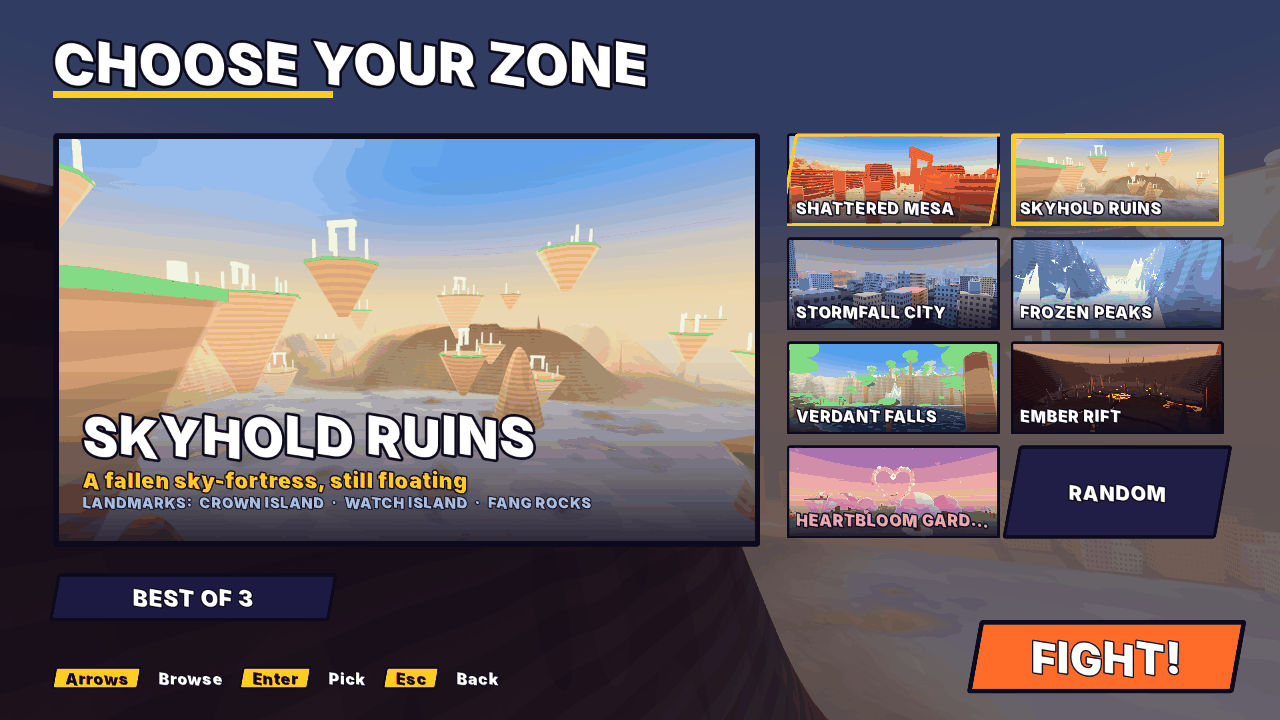 CHOOSE YOUR ZONE
SKYHOLD RUINS
A fallen sky-fortress, still floating
LANDMARKS: CROWN ISLAND · WATCH ISLAND · FANG ROCKS
SHATTERED MESA
SKYHOLD RUINS
STORMFALL CITY
FROZEN PEAKS
VERDANT FALLS
EMBER RIFT
HEARTBLOOM GARD...
RANDOM
BEST OF 3
FIGHT!
Arrows Browse Enter Pick Esc Back